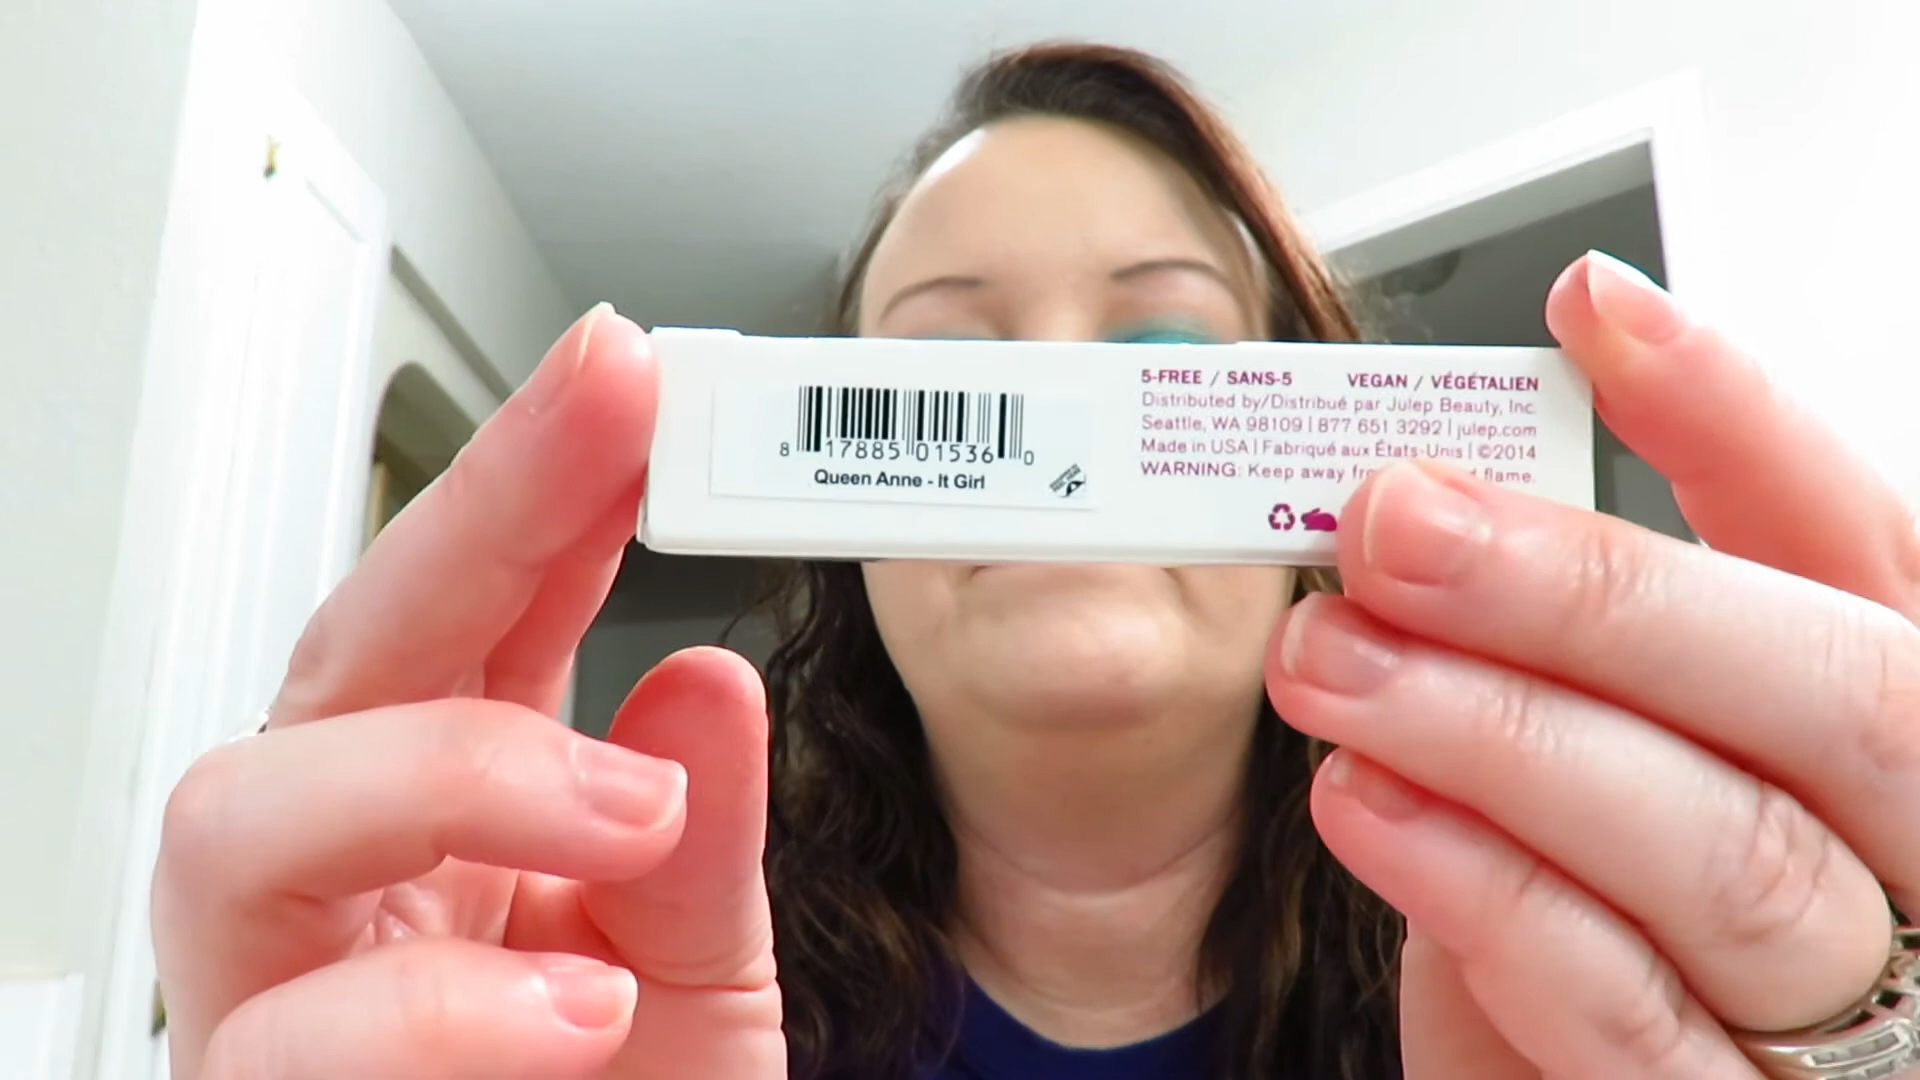 8 17885 01536 0
Queen Anne - It Girl
5-FREE / SANS-5 VEGAN / VÉGÉTALIEN
Distributed by/Distribué par Julep Beauty, Inc.
Seattle, WA 98109 | 877 651 3292 | julep.com
Made in USA | Fabriqué aux États-Unis | ©2014
WARNING: Keep away flame.